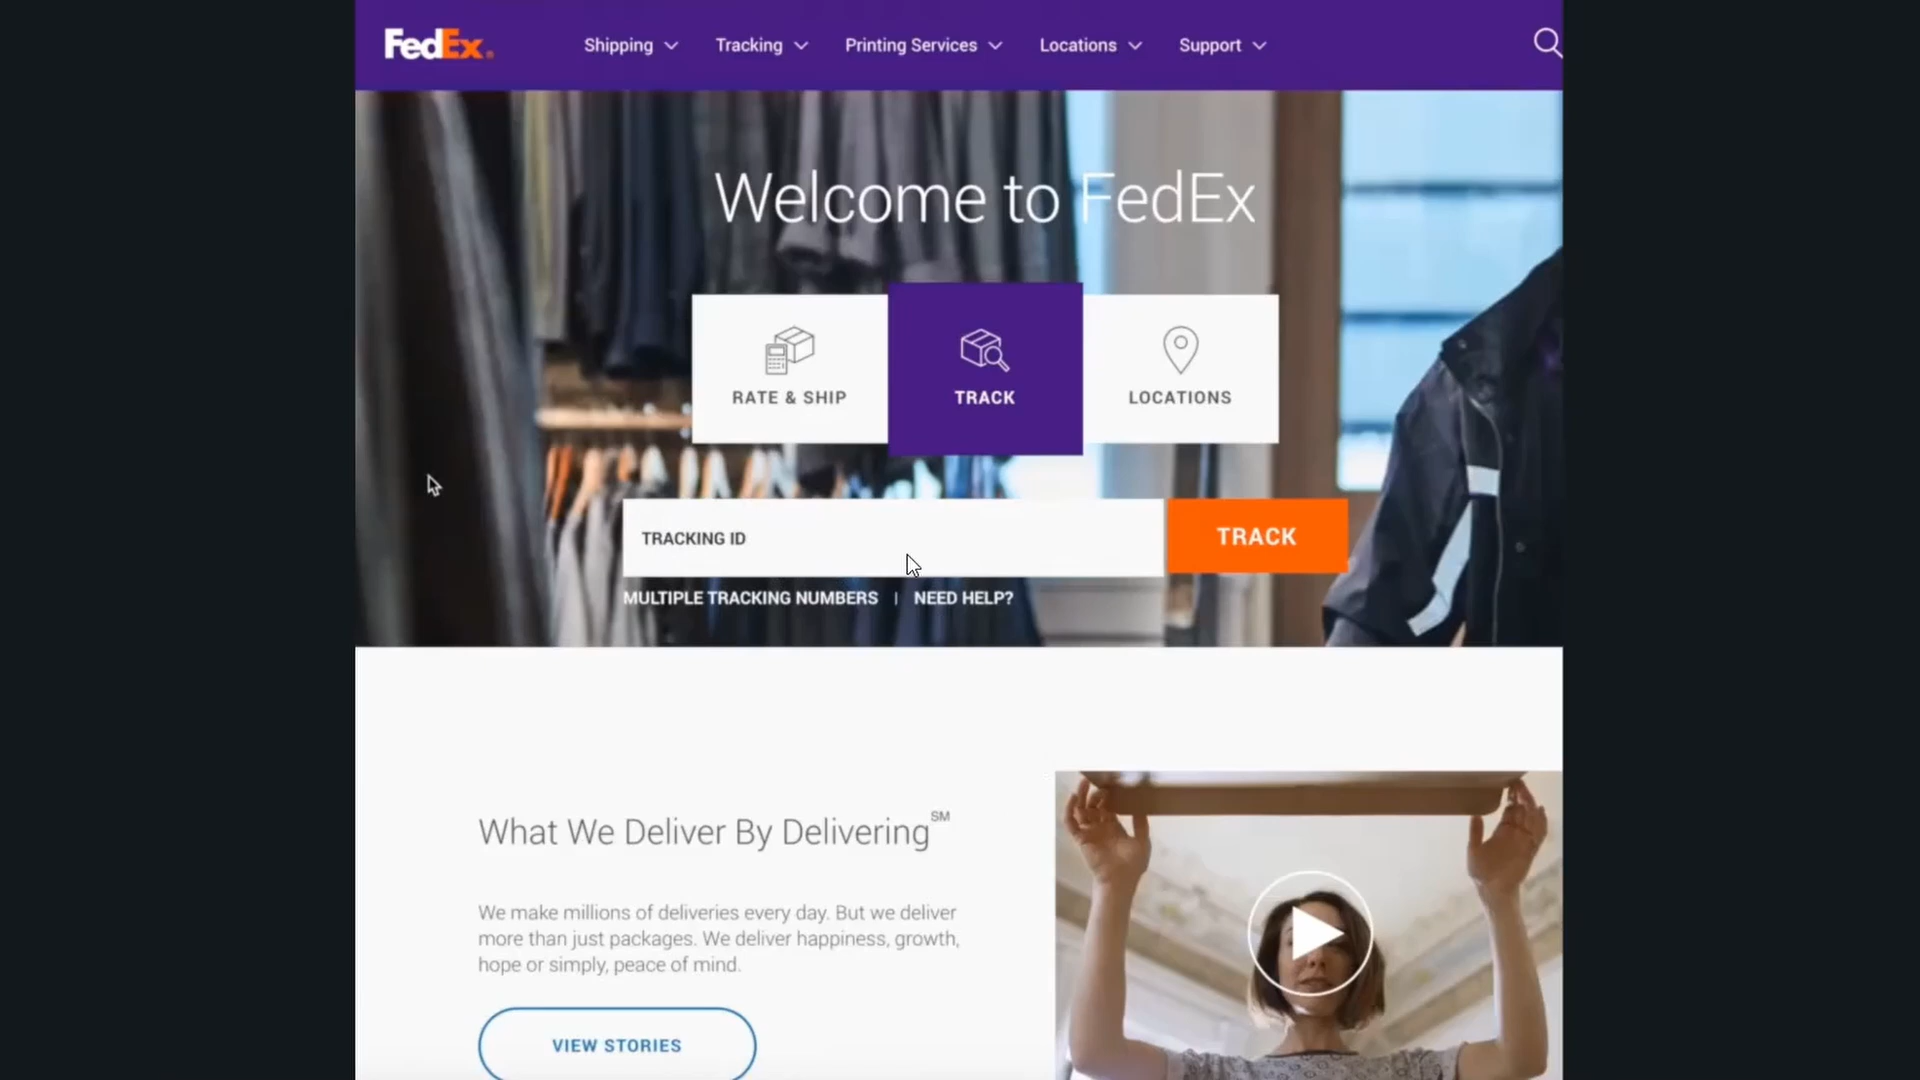 FedEx®
Shipping
Tracking
Printing Services
Locations
Support
Welcome to FedEx
RATE & SHIP
TRACK
LOCATIONS
TRACKING ID
TRACK
MULTIPLE TRACKING NUMBERS | NEED HELP?
What We Deliver By Delivering℠
We make millions of deliveries every day. But we deliver
more than just packages. We deliver happiness, growth,
hope or simply, peace of mind.
VIEW STORIES